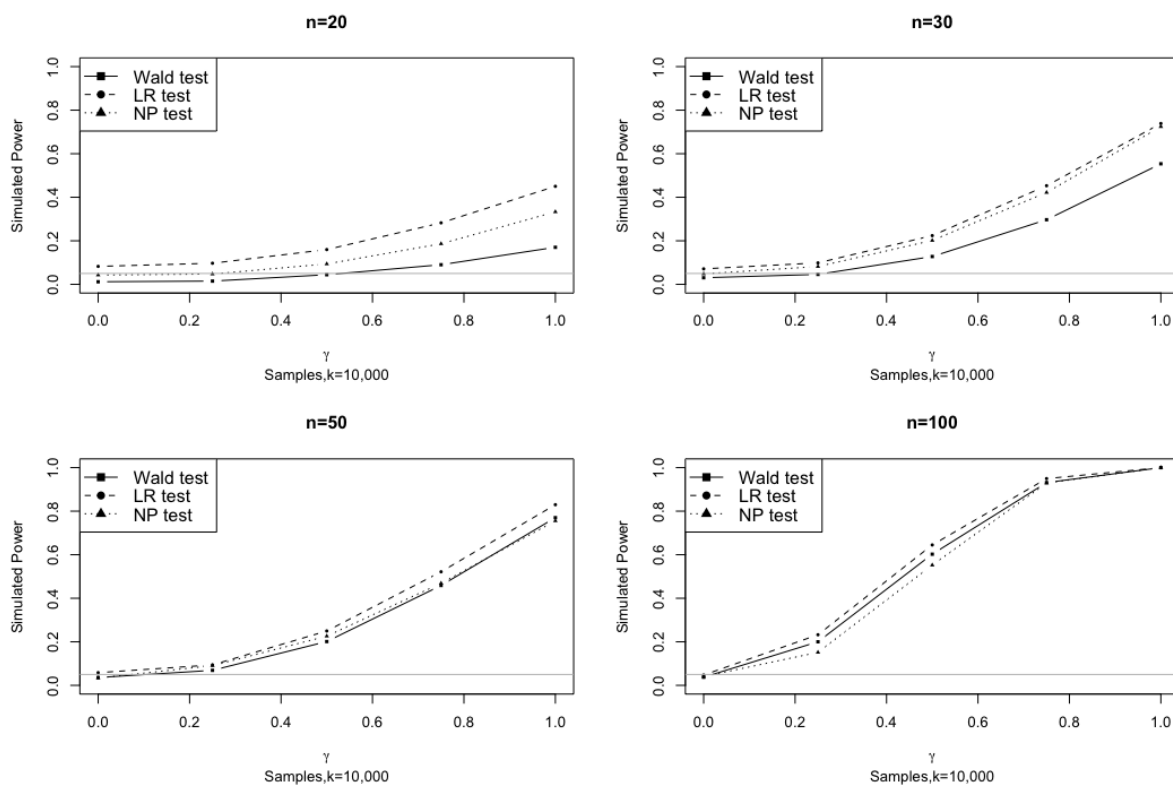 n=20
Simulated Power
0.0 0.2 0.4 0.6 0.8 1.0
Wald test
LR test
NP test
0.0 0.2 0.4 0.6 0.8 1.0
γ
Samples,k=10,000
n=30
Simulated Power
0.0 0.2 0.4 0.6 0.8 1.0
Wald test
LR test
NP test
0.0 0.2 0.4 0.6 0.8 1.0
γ
Samples,k=10,000
n=50
Simulated Power
0.0 0.2 0.4 0.6 0.8 1.0
Wald test
LR test
NP test
0.0 0.2 0.4 0.6 0.8 1.0
γ
Samples,k=10,000
n=100
Simulated Power
0.0 0.2 0.4 0.6 0.8 1.0
Wald test
LR test
NP test
0.0 0.2 0.4 0.6 0.8 1.0
γ
Samples,k=10,000